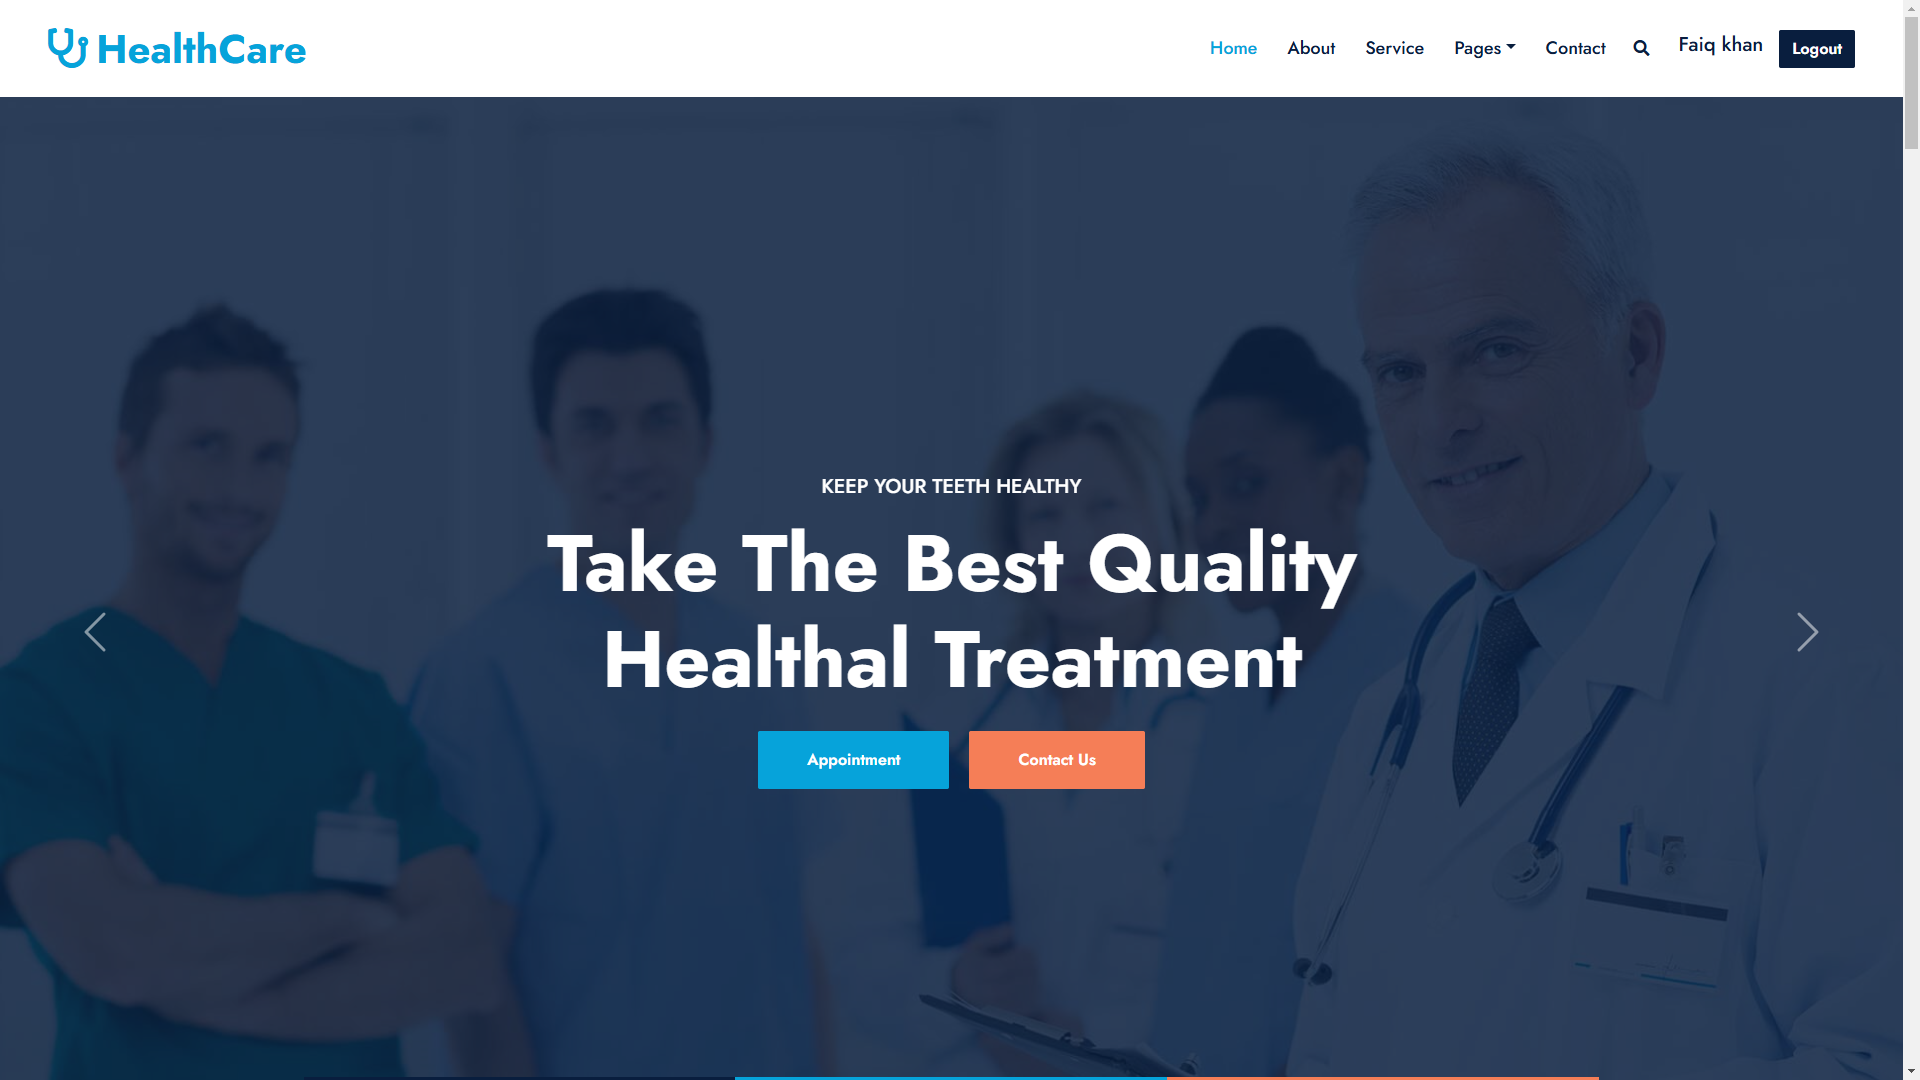 HealthCare
Home About Service Pages Contact Faiq khan Logout
KEEP YOUR TEETH HEALTHY
Take The Best Quality
Healthal Treatment
Appointment Contact Us